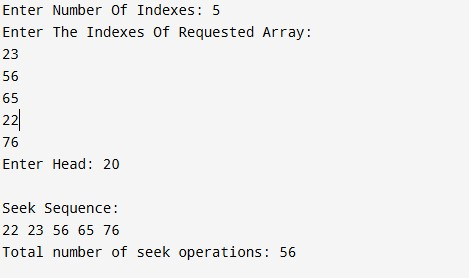 Enter Number Of Indexes: 5
Enter The Indexes Of Requested Array:
23
56
65
22
76
Enter Head: 20
Seek Sequence:
22 23 56 65 76
Total number of seek operations: 56